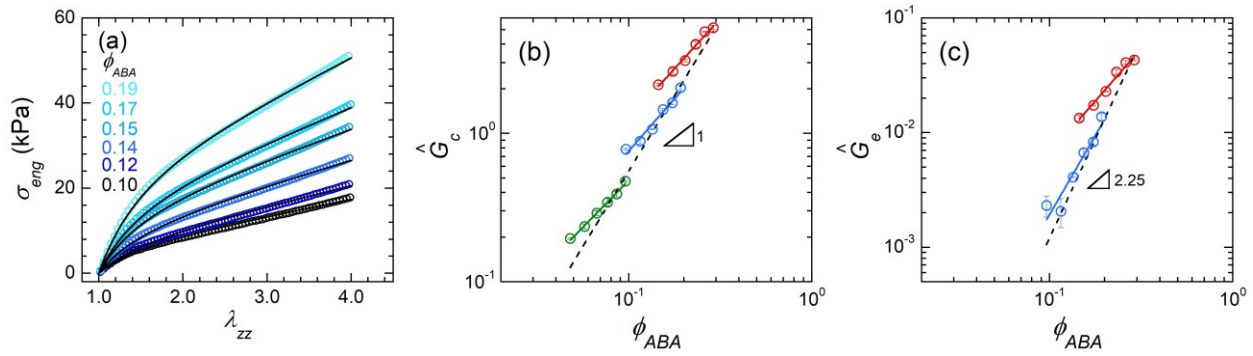 (a)
ϕABA
0.19
0.17
0.15
0.14
0.12
0.10
60
40
20
0
σeng (kPa)
1.0 2.0 3.0 4.0
λzz
(b)
Ĝc
10⁰
10⁻¹
1
10⁻¹ 10⁰
ϕABA
(c)
Ĝe
10⁻¹
10⁻²
10⁻³
2.25
10⁻¹ 10⁰
ϕABA